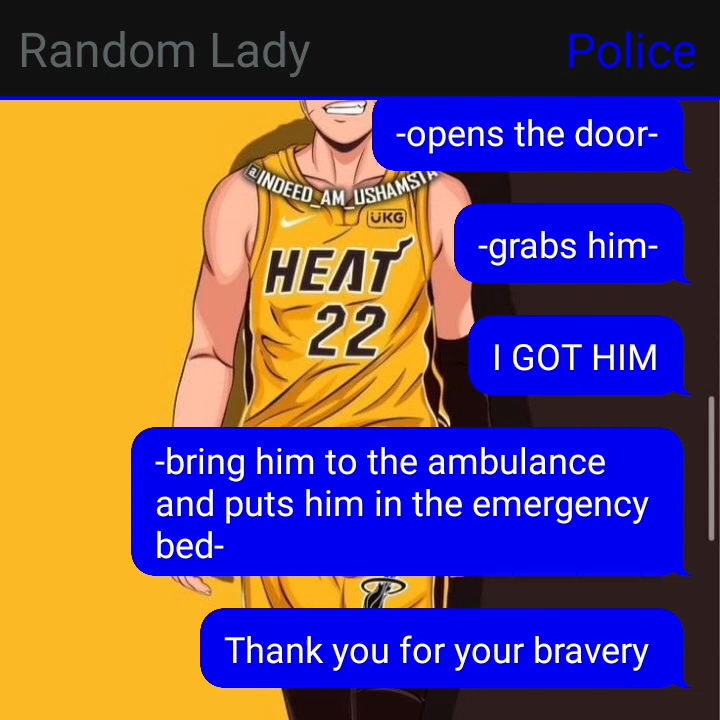 Random Lady
Police
-opens the door-
@INDEED_AM_USHAMSTA
UKG
-grabs him-
HEAT
22
I GOT HIM
-bring him to the ambulance
and puts him in the emergency
bed-
Thank you for your bravery